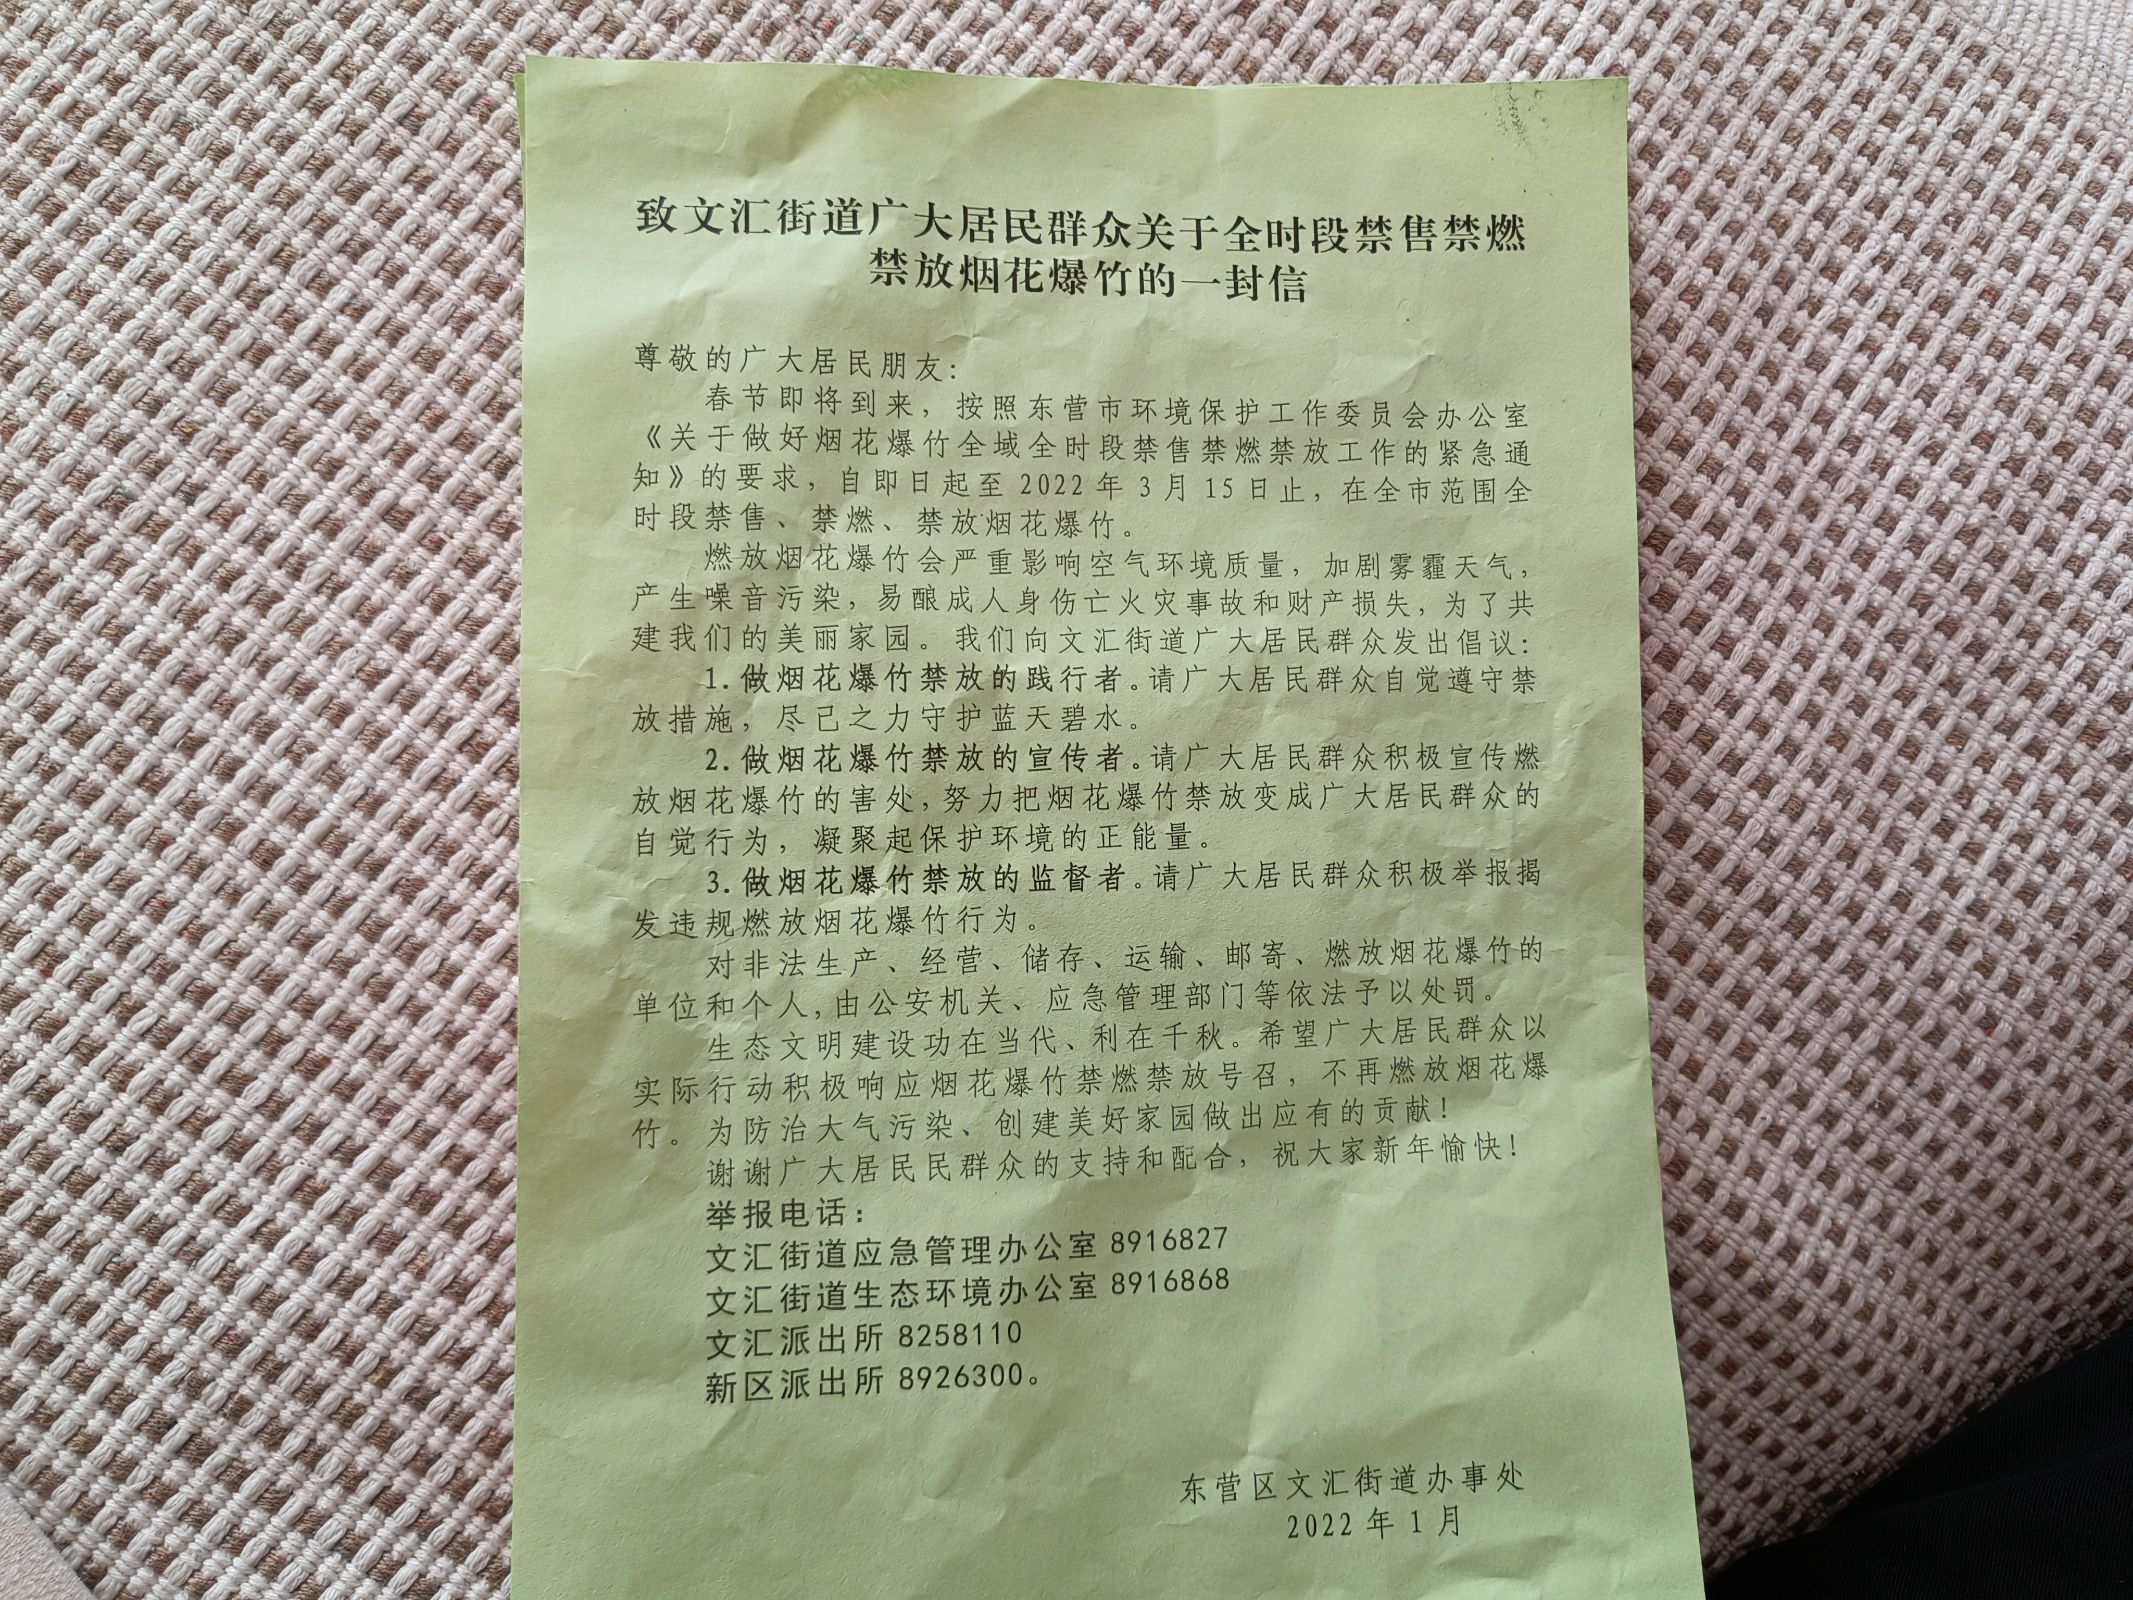 致文汇街道广大居民群众关于全时段禁售禁燃
禁放烟花爆竹的一封信
尊敬的广大居民朋友：
春节即将到来，按照东营市环境保护工作委员会办公室
《关于做好烟花爆竹全域全时段禁售禁燃禁放工作的紧急通
知》的要求，自即日起至 2022 年 3 月 15 日止，在全市范围全
时段禁售、禁燃、禁放烟花爆竹。
燃放烟花爆竹会严重影响空气环境质量，加剧雾霾天气，
产生噪音污染，易酿成人身伤亡火灾事故和财产损失，为了共
建我们的美丽家园。我们向文汇街道广大居民群众发出倡议：
1.做烟花爆竹禁放的践行者。请广大居民群众自觉遵守禁
放措施，尽己之力守护蓝天碧水。
2.做烟花爆竹禁放的宣传者。请广大居民群众积极宣传燃
放烟花爆竹的害处，努力把烟花爆竹禁放变成广大居民群众的
自觉行为，凝聚起保护环境的正能量。
3.做烟花爆竹禁放的监督者。请广大居民群众积极举报揭
发违规燃放烟花爆竹行为。
对非法生产、经营、储存、运输、邮寄、燃放烟花爆竹的
单位和个人，由公安机关、应急管理部门等依法予以处罚。
生态文明建设功在当代、利在千秋。希望广大居民群众以
实际行动积极响应烟花爆竹禁燃禁放号召，不再燃放烟花爆
竹。为防治大气污染、创建美好家园做出应有的贡献！
谢谢广大居民民群众的支持和配合，祝大家新年愉快！
举报电话：
文汇街道应急管理办公室 8916827
文汇街道生态环境办公室 8916868
文汇派出所 8258110
新区派出所 8926300。
东营区文汇街道办事处
2022 年 1 月